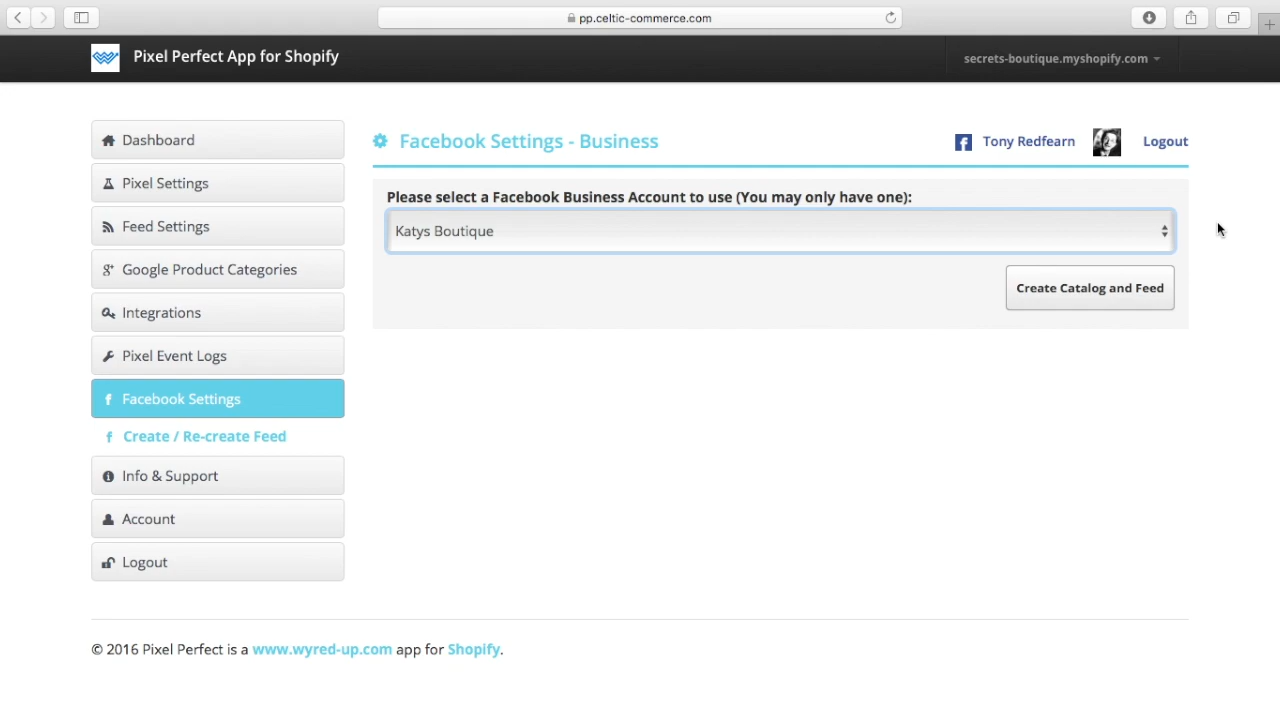 pp.celtic-commerce.com
Pixel Perfect App for Shopify
secrets-boutique.myshopify.com
Dashboard
Pixel Settings
Feed Settings
Google Product Categories
Integrations
Pixel Event Logs
Facebook Settings
Create / Re-create Feed
Info & Support
Account
Logout
Facebook Settings - Business
Tony Redfearn
Logout
Please select a Facebook Business Account to use (You may only have one):
Katys Boutique
Create Catalog and Feed
© 2016 Pixel Perfect is a www.wyred-up.com app for Shopify.